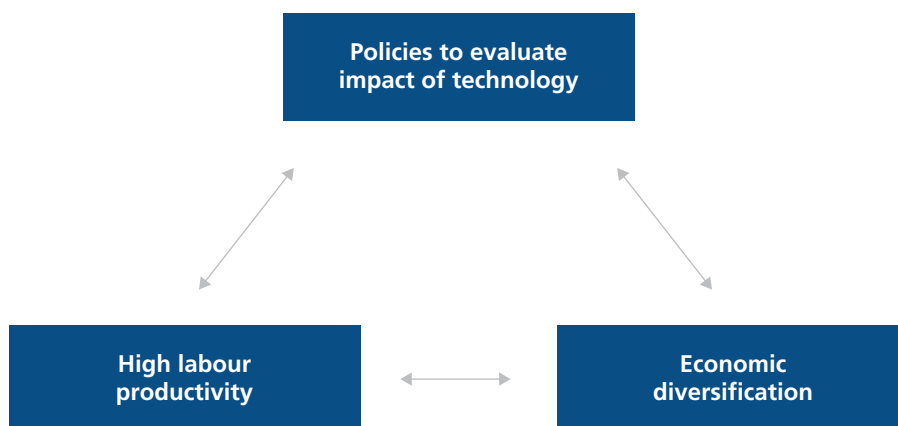 Policies to evaluate
impact of technology
High labour
productivity
Economic
diversification